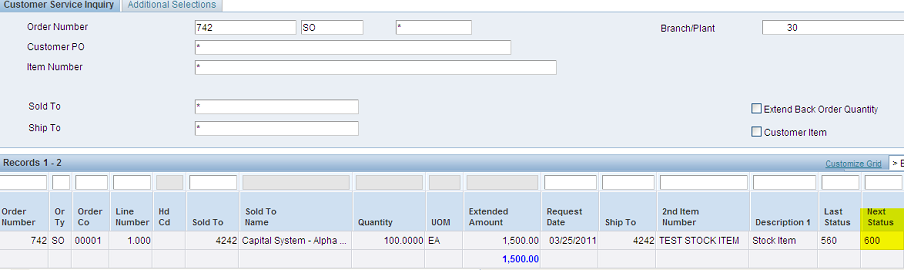 Customer Service Inquiry Additional Selections
Order Number 742 SO * Branch/Plant 30
Customer PO *
Item Number *
Sold To * Extend Back Order Quantity
Ship To * Customer Item
Records 1 - 2 Customize Grid >
Order Number Or Ty Order Co Line Number Hd Cd Sold To Sold To Name Quantity UOM Extended Amount Request Date Ship To 2nd Item Number Description 1 Last Status Next Status
742 SO 00001 1.000 4242 Capital System - Alpha ... 100.0000 EA 1,500.00 03/25/2011 4242 TEST STOCK ITEM Stock Item 560 600
1,500.00